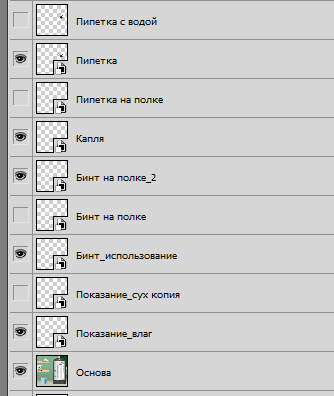 Пипетка с водой
Пипетка
Пипетка на полке
Капля
Бинт на полке_2
Бинт на полке
Бинт_использование
Показание_сух копия
Показание_влаг
Основа